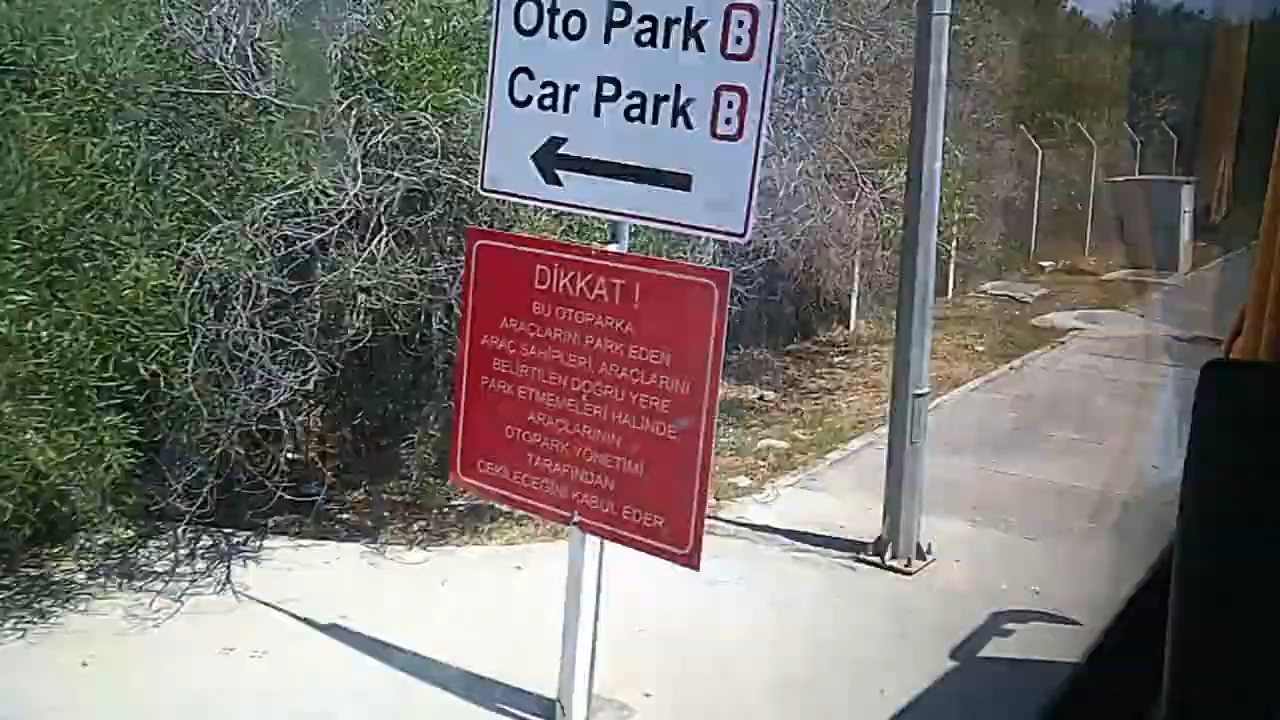 Oto Park B
Car Park B
DİKKAT !
BU OTOPARKA
ARAÇLARINI PARK EDEN
ARAÇ SAHİPLERİ, ARAÇLARINI
BELİRTİLEN DOĞRU YERE
PARK ETMEMELERİ HALİNDE,
ARAÇLARININ
OTOPARK YÖNETİMİ
TARAFINDAN
ÇEKİLECEĞİNİ KABUL EDER